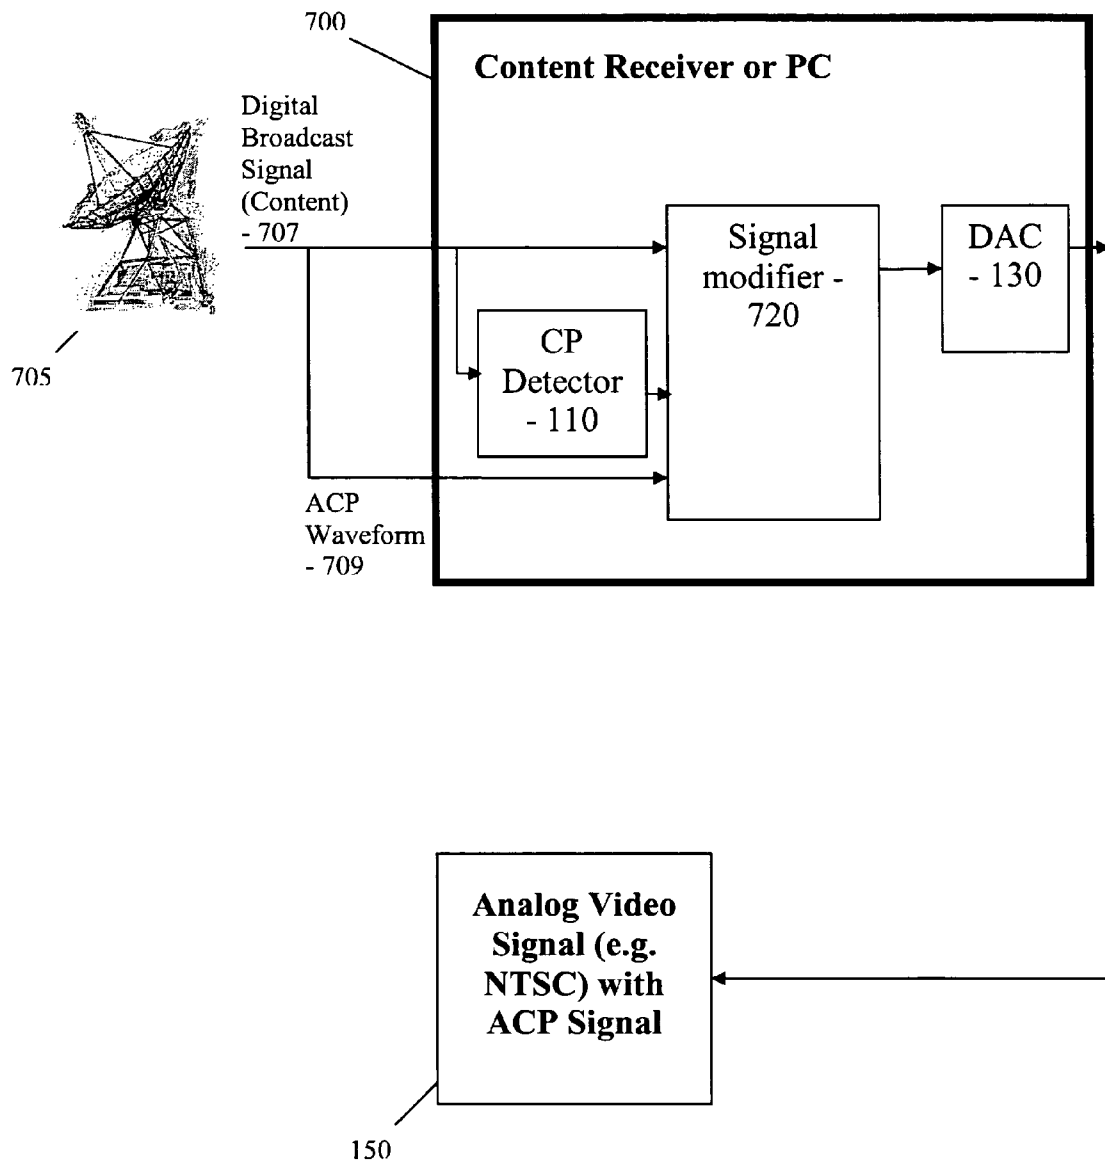 700
Content Receiver or PC
Digital
Broadcast
Signal
(Content)
- 707
Signal
modifier -
720
DAC
- 130
CP
Detector
- 110
705
ACP
Waveform
- 709
Analog Video
Signal (e.g.
NTSC) with
ACP Signal
150